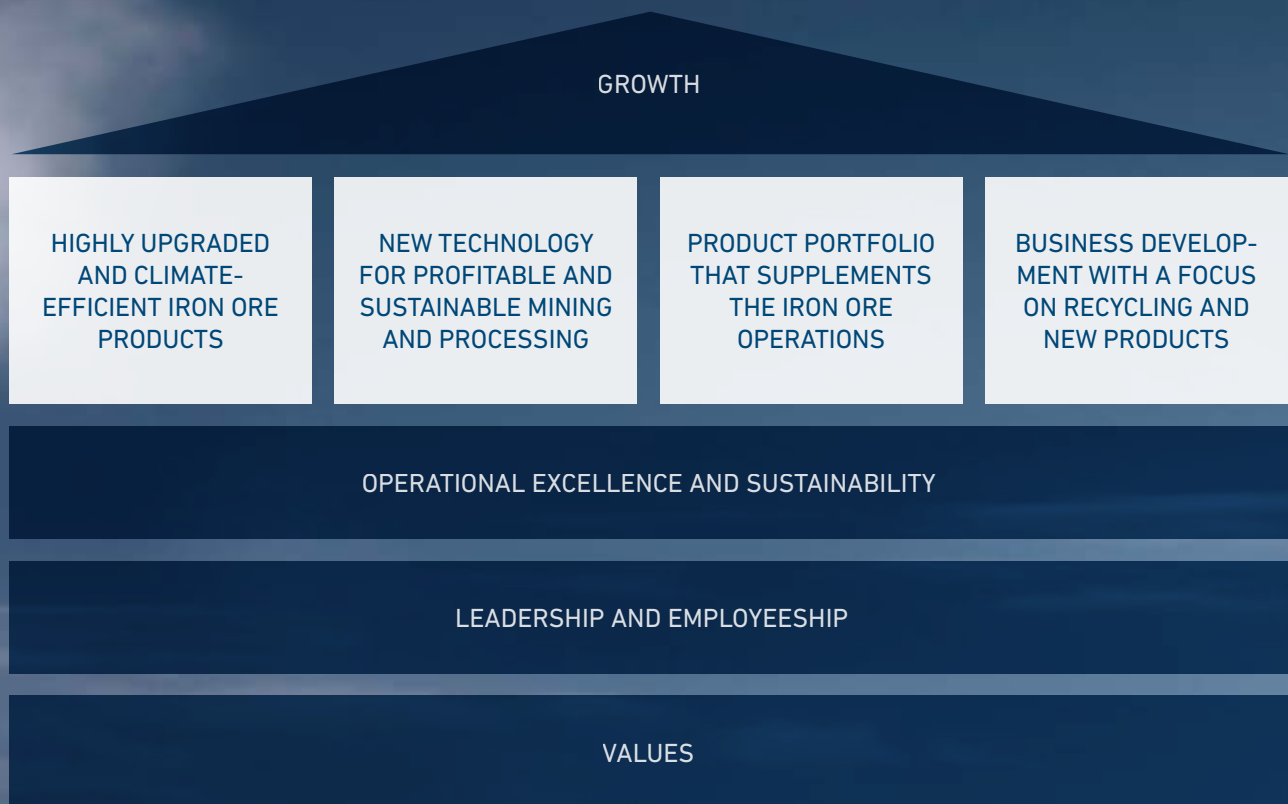 GROWTH
HIGHLY UPGRADED
AND CLIMATE-
EFFICIENT IRON ORE
PRODUCTS
NEW TECHNOLOGY
FOR PROFITABLE AND
SUSTAINABLE MINING
AND PROCESSING
PRODUCT PORTFOLIO
THAT SUPPLEMENTS
THE IRON ORE
OPERATIONS
BUSINESS DEVELOP-
MENT WITH A FOCUS
ON RECYCLING AND
NEW PRODUCTS
OPERATIONAL EXCELLENCE AND SUSTAINABILITY
LEADERSHIP AND EMPLOYEESHIP
VALUES